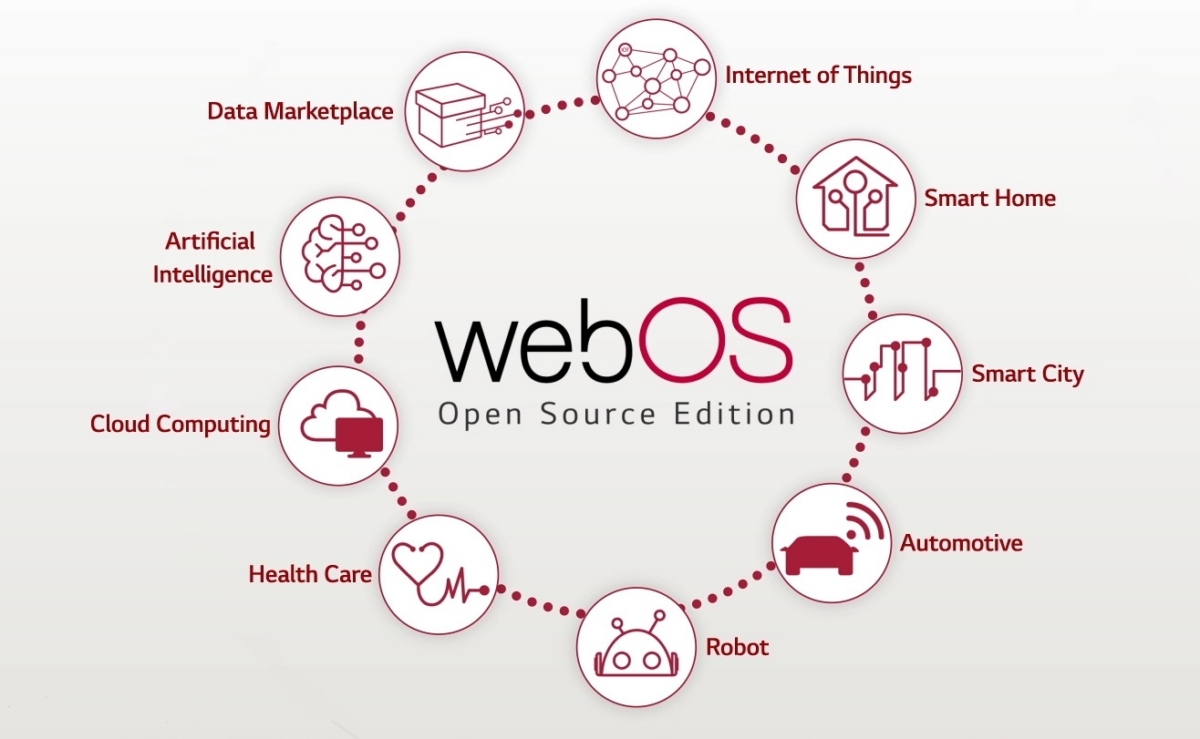 Internet of Things
Data Marketplace
Smart Home
Artificial
Intelligence
webOS
Open Source Edition
Smart City
Cloud Computing
Automotive
Health Care
Robot